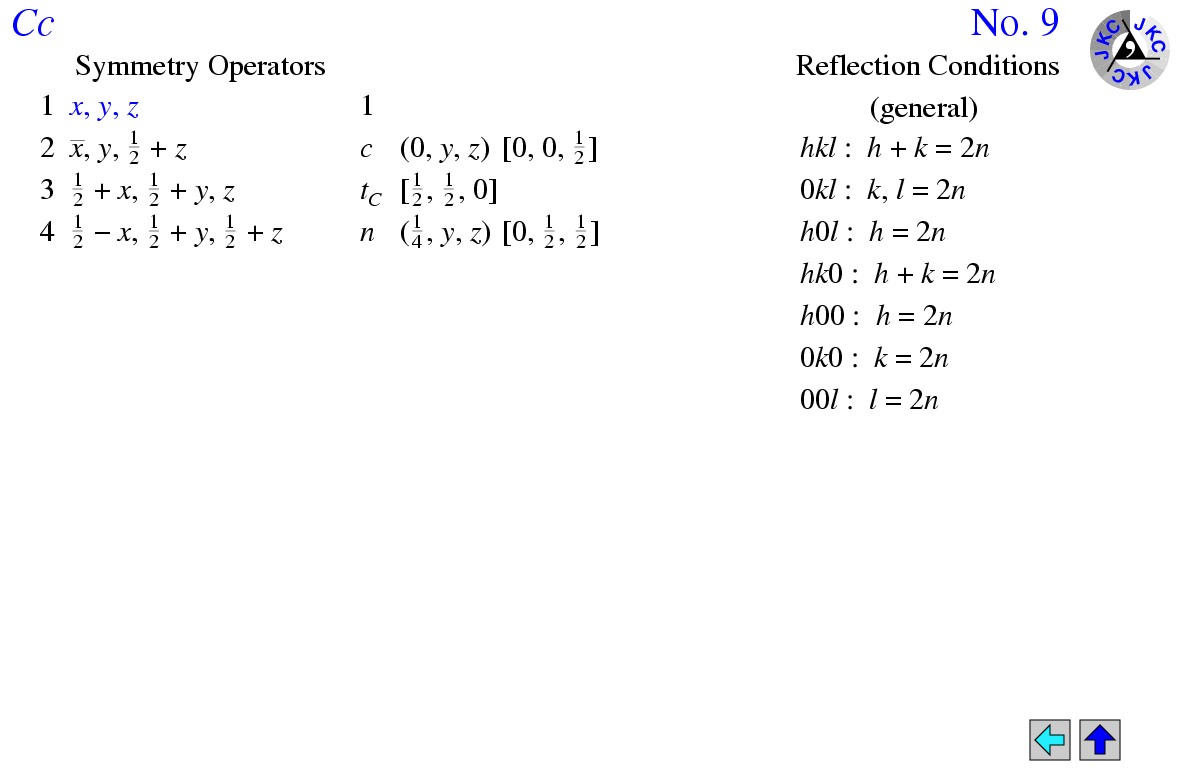 Cc No. 9
Symmetry Operators Reflection Conditions
1 x, y, z 1 (general)
2 x̅, y, 1/2 + z c (0, y, z) [0, 0, 1/2] hkl : h + k = 2n
3 1/2 + x, 1/2 + y, z t_C [1/2, 1/2, 0] 0kl : k, l = 2n
4 1/2 − x, 1/2 + y, 1/2 + z n (1/4, y, z) [0, 1/2, 1/2] h0l : h = 2n
hk0 : h + k = 2n
h00 : h = 2n
0k0 : k = 2n
00l : l = 2n
JKC JKC JKC